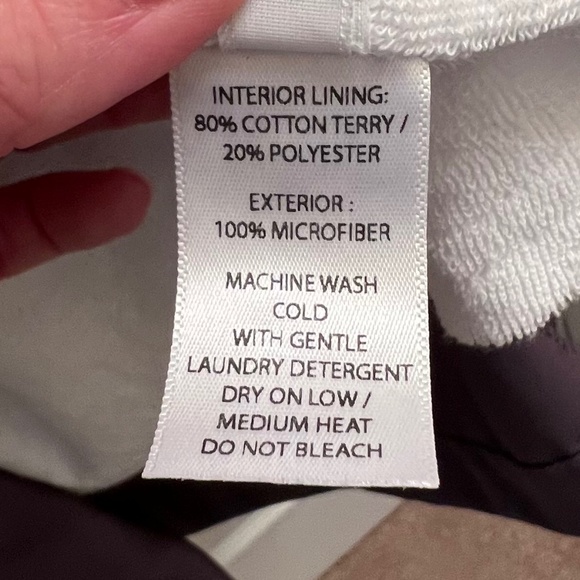 INTERIOR LINING:
80% COTTON TERRY /
20% POLYESTER
EXTERIOR :
100% MICROFIBER
MACHINE WASH
COLD
WITH GENTLE
LAUNDRY DETERGENT
DRY ON LOW /
MEDIUM HEAT
DO NOT BLEACH